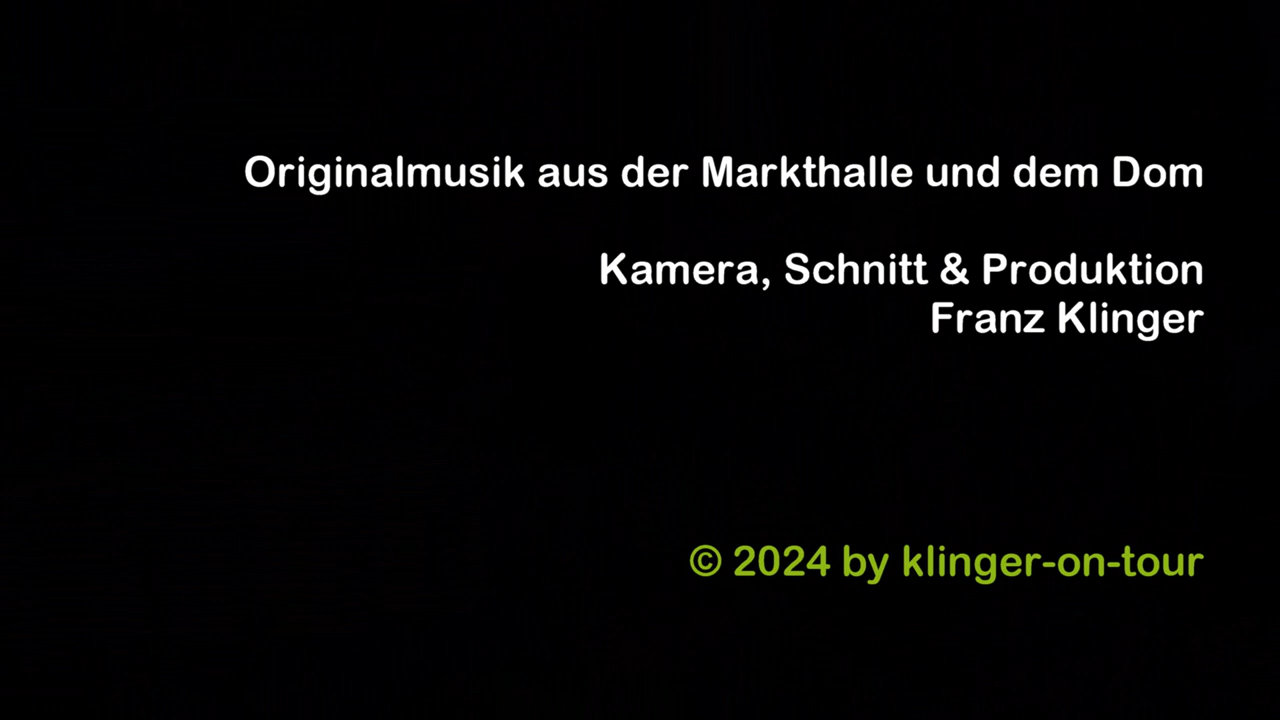 Originalmusik aus der Markthalle und dem Dom
Kamera, Schnitt & Produktion
Franz Klinger
© 2024 by klinger-on-tour